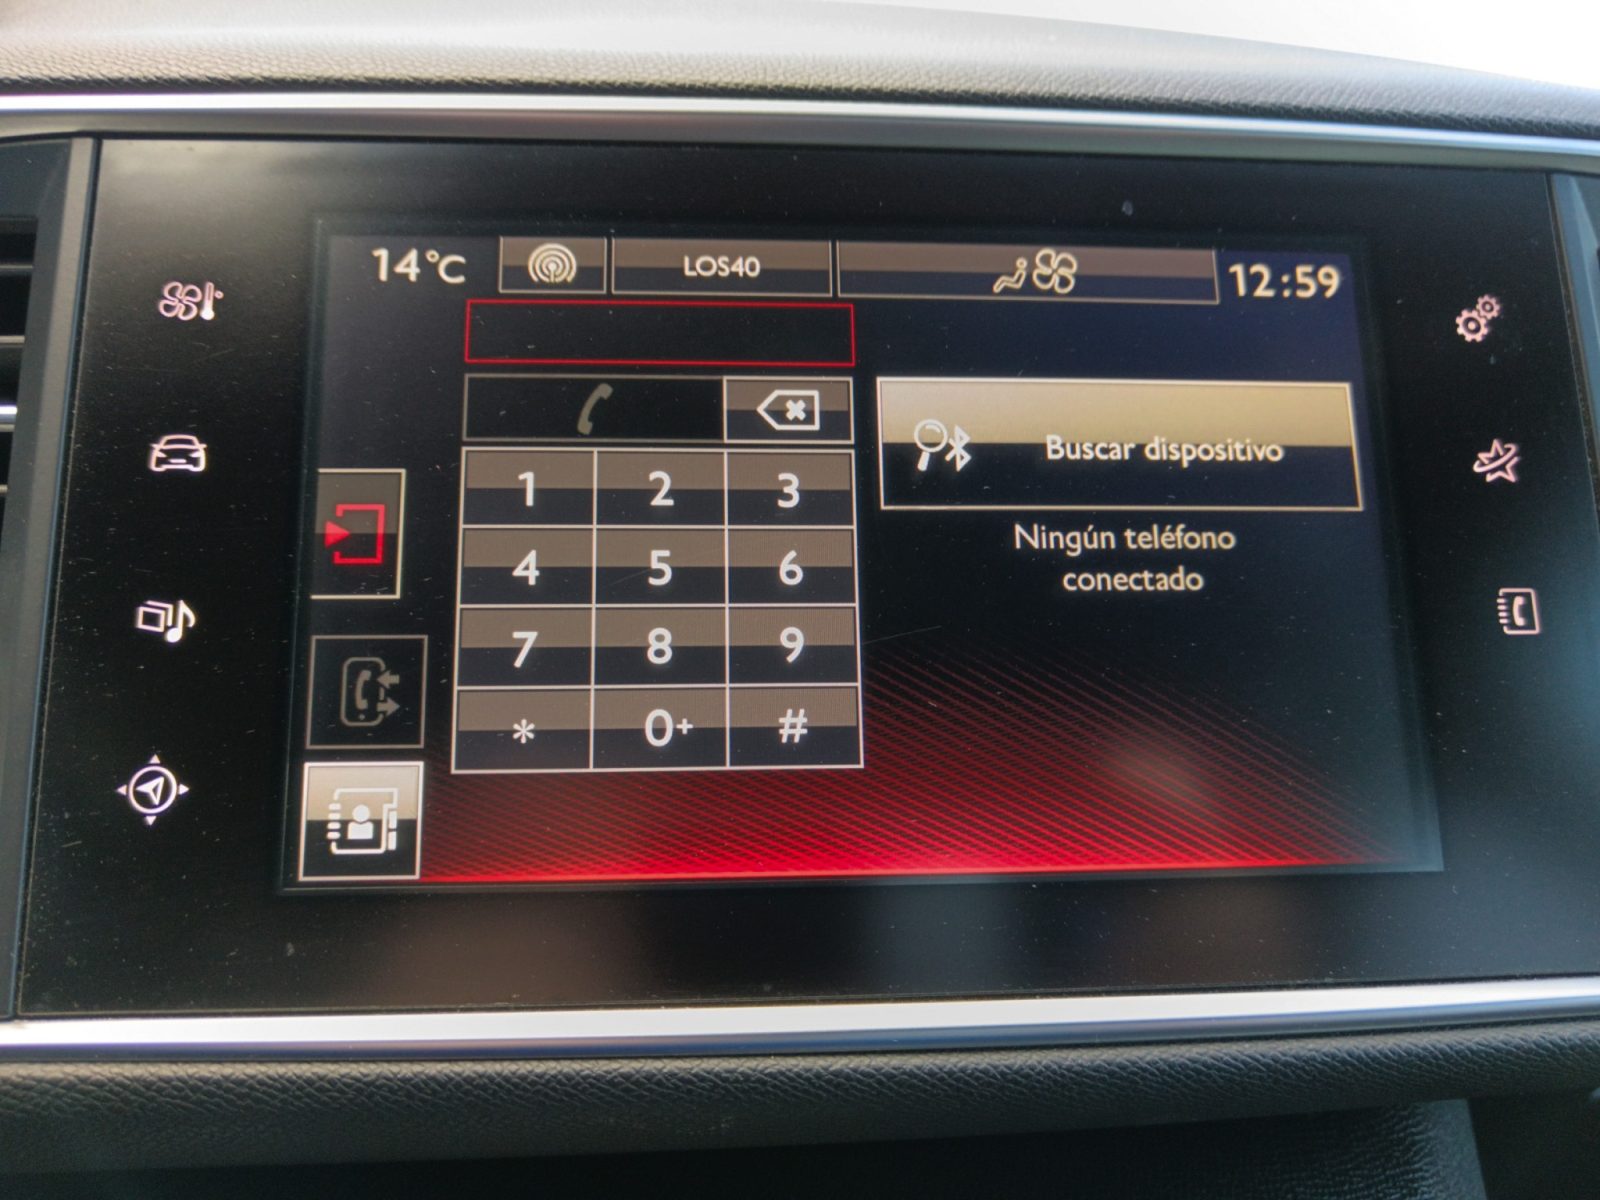 14°C
LOS40
12:59
Buscar dispositivo
Ningún teléfono
conectado
1 2 3
4 5 6
7 8 9
* 0+ #